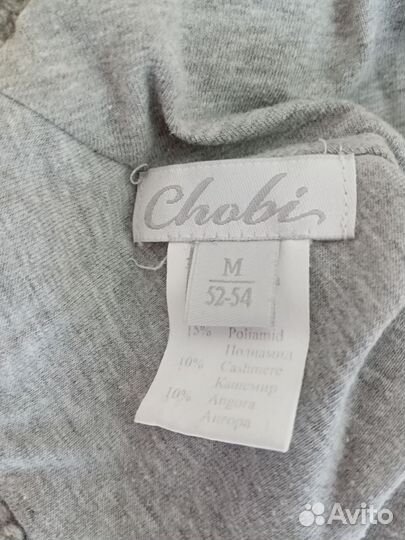 Chobi
M
52-54
15% Poliamid
Полиамид
10% Cashmere
Кашемир
10% Angora
Ангора
Avito